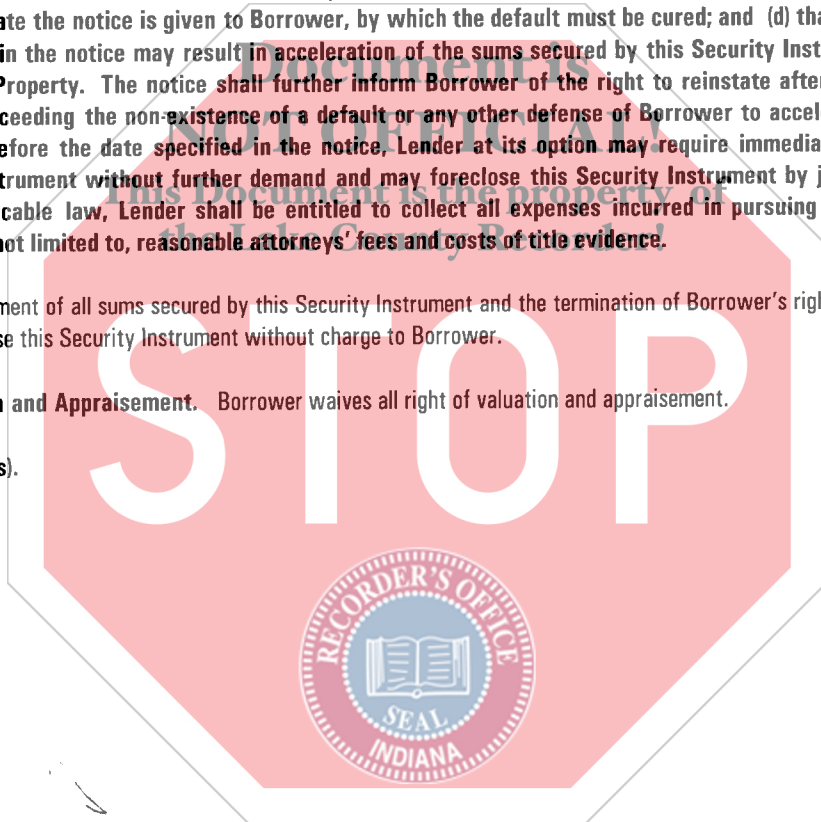 ate the notice is given to Borrower, by which the default must be cured; and (d) tha
in the notice may result in acceleration of the sums secured by this Security Inst
Document is
Property. The notice shall further inform Borrower of the right to reinstate after
ceeding the non-existence of a default or any other defense of Borrower to accel
NOT OFFICIAL!
efore the date specified in the notice, Lender at its option may require immedia
trument without further demand and may foreclose this Security Instrument by j
This Document is the property of
cable law, Lender shall be entitled to collect all expenses incurred in pursuing
not limited to, reasonable attorneys' fees and costs of title evidence.
the Lake County Recorder!
ment of all sums secured by this Security Instrument and the termination of Borrower's righ
se this Security Instrument without charge to Borrower.
n and Appraisement. Borrower waives all right of valuation and appraisement.
s).
STOP
RECORDER'S OFFICE
SEAL
INDIANA